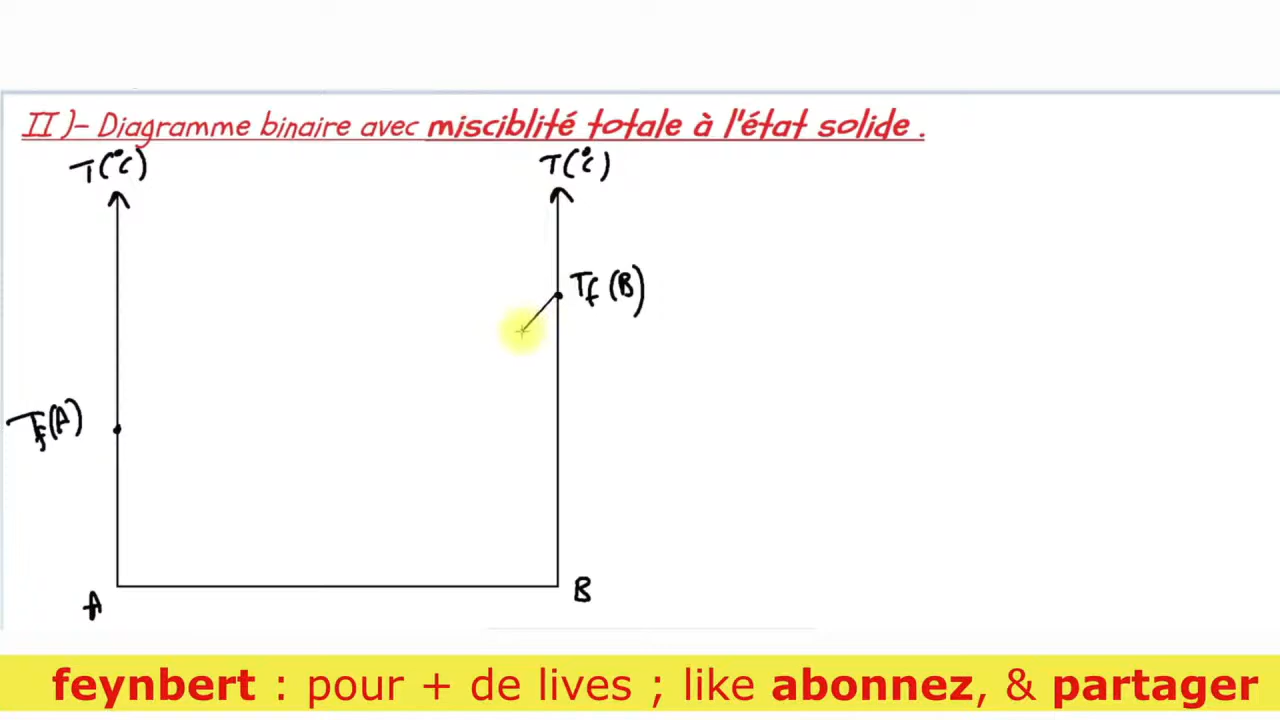 II)- Diagramme binaire avec misciblité totale à l'état solide .
T(°C)
T(°C)
Tf (B)
Tf(A)
A
B
feynbert : pour + de lives ; like abonnez, & partager